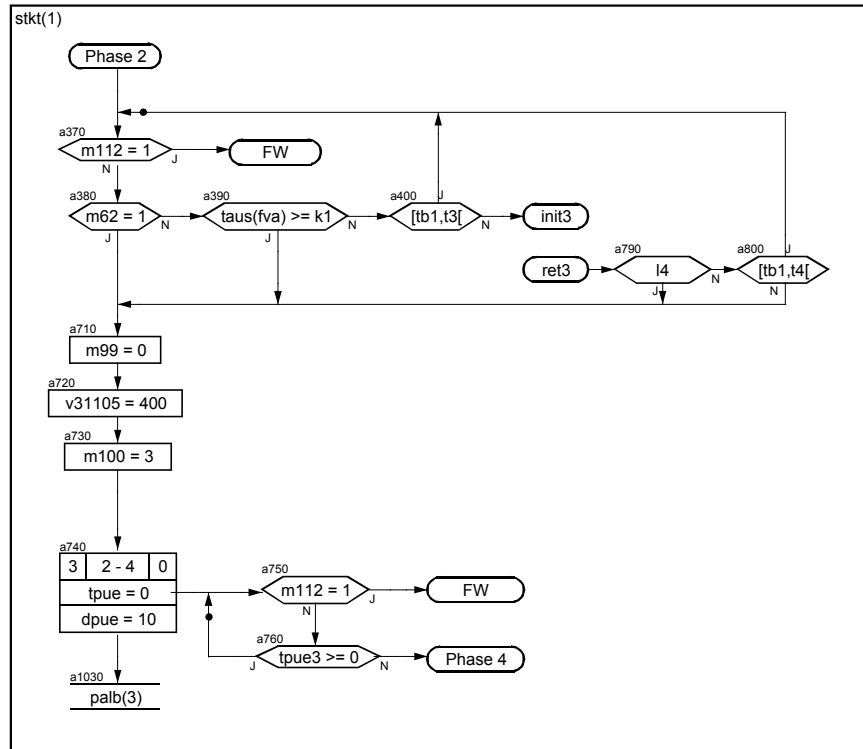 stkt(1)
Phase 2
a370
m112 = 1
J
FW
N
a380
m62 = 1
N
J
a390
taus(fva) >= k1
N
J
a400
[tb1,t3[
J
N
init3
ret3
a790
l4
N
J
a800
[tb1,t4[
J
N
a710
m99 = 0
a720
v31105 = 400
a730
m100 = 3
a740
3 2 - 4 0
tpue = 0
dpue = 10
a750
m112 = 1
J
FW
N
a760
tpue3 >= 0
J
N
Phase 4
a1030
palb(3)